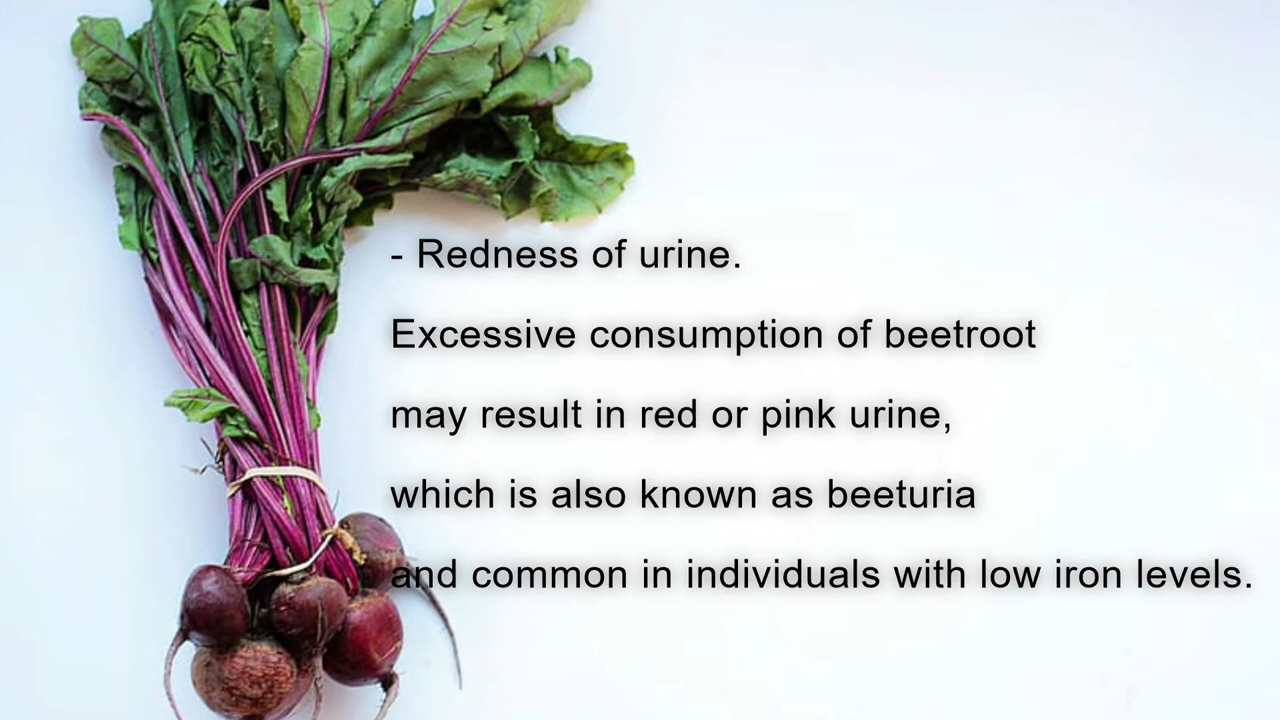 - Redness of urine.
Excessive consumption of beetroot
may result in red or pink urine,
which is also known as beeturia
and common in individuals with low iron levels.